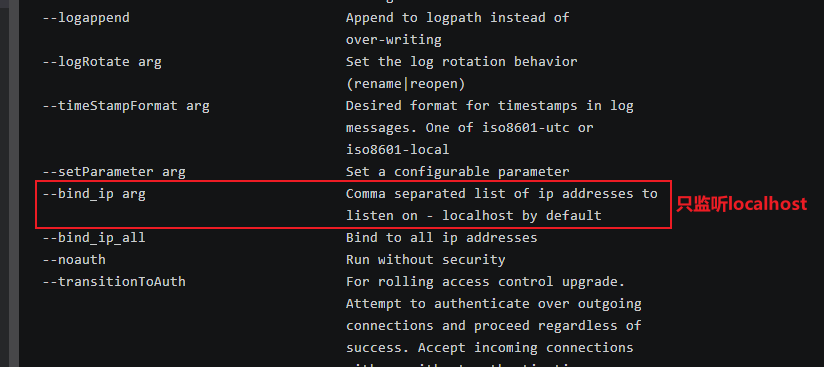 --logappend Append to logpath instead of
over-writing
--logRotate arg Set the log rotation behavior
(rename|reopen)
--timeStampFormat arg Desired format for timestamps in log
messages. One of iso8601-utc or
iso8601-local
--setParameter arg Set a configurable parameter
--bind_ip arg Comma separated list of ip addresses to
listen on - localhost by default
只监听localhost
--bind_ip_all Bind to all ip addresses
--noauth Run without security
--transitionToAuth For rolling access control upgrade.
Attempt to authenticate over outgoing
connections and proceed regardless of
success. Accept incoming connections